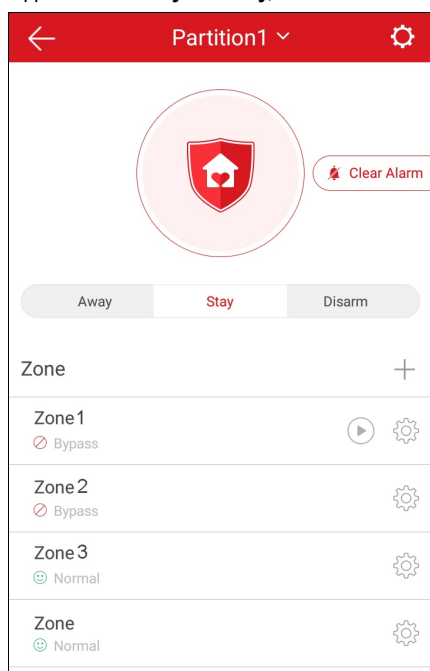 Partition1
Clear Alarm
Away Stay Disarm
Zone
Zone1
Bypass
Zone2
Bypass
Zone3
Normal
Zone
Normal